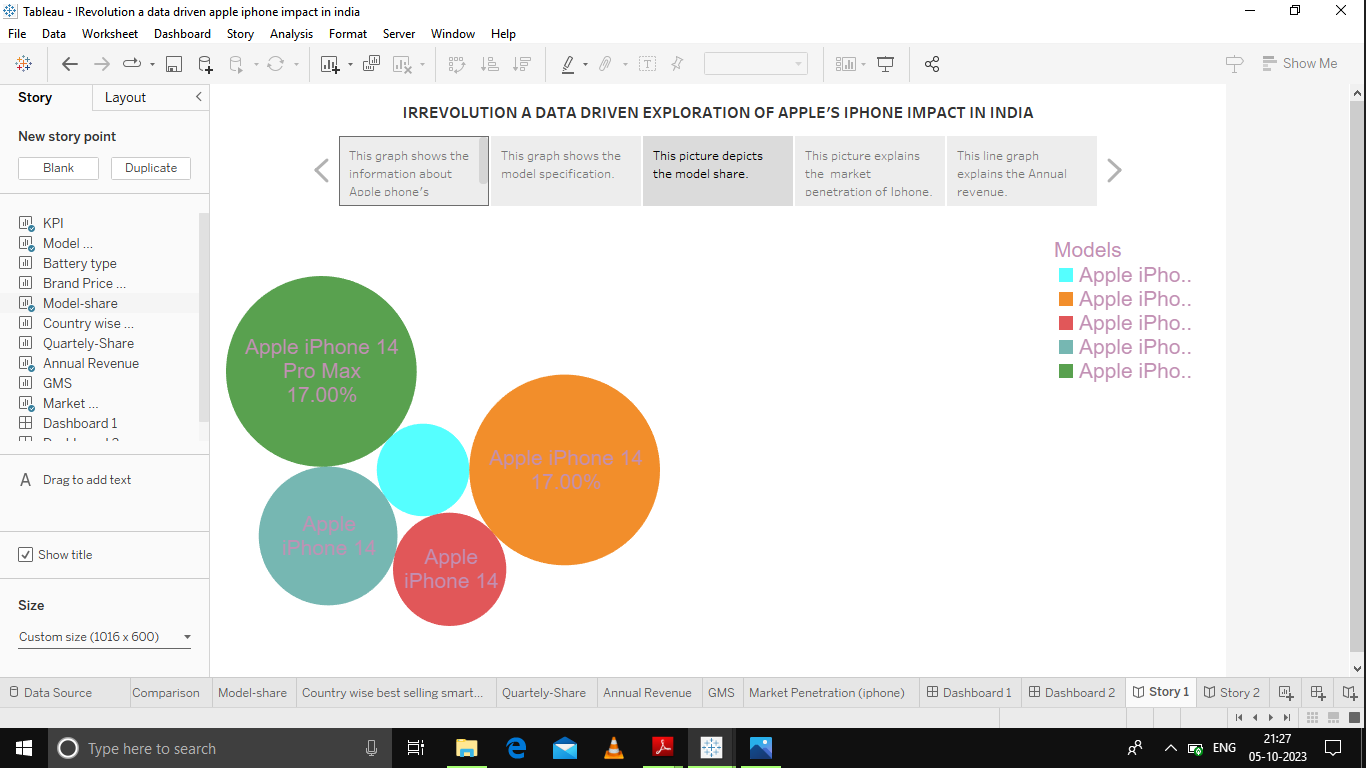 Tableau - IRevolution a data driven apple iphone impact in india
File Data Worksheet Dashboard Story Analysis Format Server Window Help
Show Me
Story Layout
New story point
Blank Duplicate
KPI
Model ...
Battery type
Brand Price ...
Model-share
Country wise ...
Quartely-Share
Annual Revenue
GMS
Market ...
Dashboard 1
A Drag to add text
Show title
Size
Custom size (1016 x 600)
IRREVOLUTION A DATA DRIVEN EXPLORATION OF APPLE'S IPHONE IMPACT IN INDIA
This graph shows the
information about
Apple phone's
This graph shows the
model specification.
This picture depicts
the model share.
This picture explains
the market
penetration of Iphone.
This line graph
explains the Annual
revenue.
Apple iPhone 14
Pro Max
17.00%
Apple iPhone 14
17.00%
Apple
iPhone 14
Apple
iPhone 14
Models
Apple iPho..
Apple iPho..
Apple iPho..
Apple iPho..
Apple iPho..
Data Source Comparison Model-share Country wise best selling smart... Quartely-Share Annual Revenue GMS Market Penetration (iphone) Dashboard 1 Dashboard 2 Story 1 Story 2
Type here to search
ENG
21:27
05-10-2023